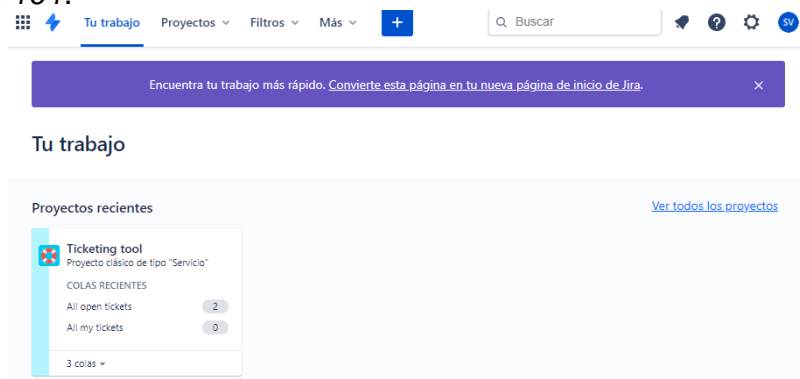 Tu trabajo Proyectos Filtros Más + Buscar SV
Encuentra tu trabajo más rápido. Convierte esta página en tu nueva página de inicio de Jira.
Tu trabajo
Proyectos recientes Ver todos los proyectos
Ticketing tool
Proyecto clásico de tipo "Servicio"
COLAS RECIENTES
All open tickets 2
All my tickets 0
3 colas